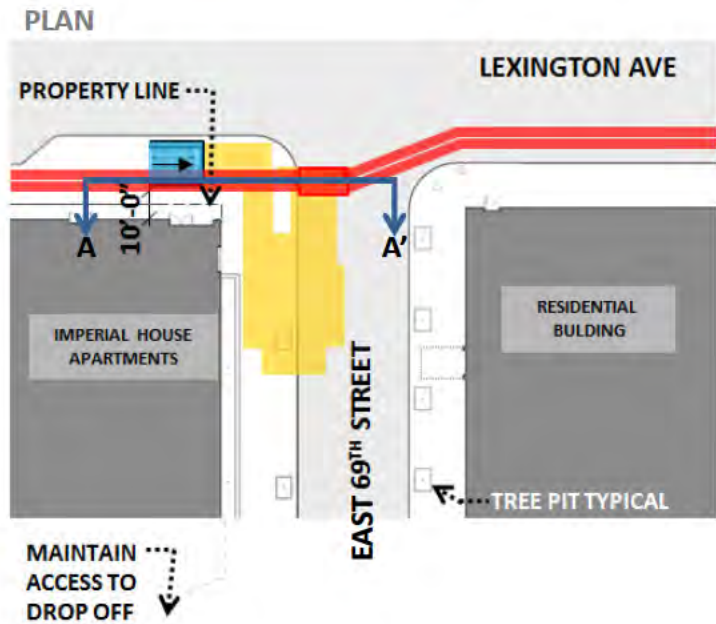 PLAN
LEXINGTON AVE
PROPERTY LINE
10'-0"
A
A'
IMPERIAL HOUSE
APARTMENTS
RESIDENTIAL
BULDING
EAST 69TH STREET
TREE PIT TYPICAL
MAINTAIN
ACCESS TO
DROP OFF